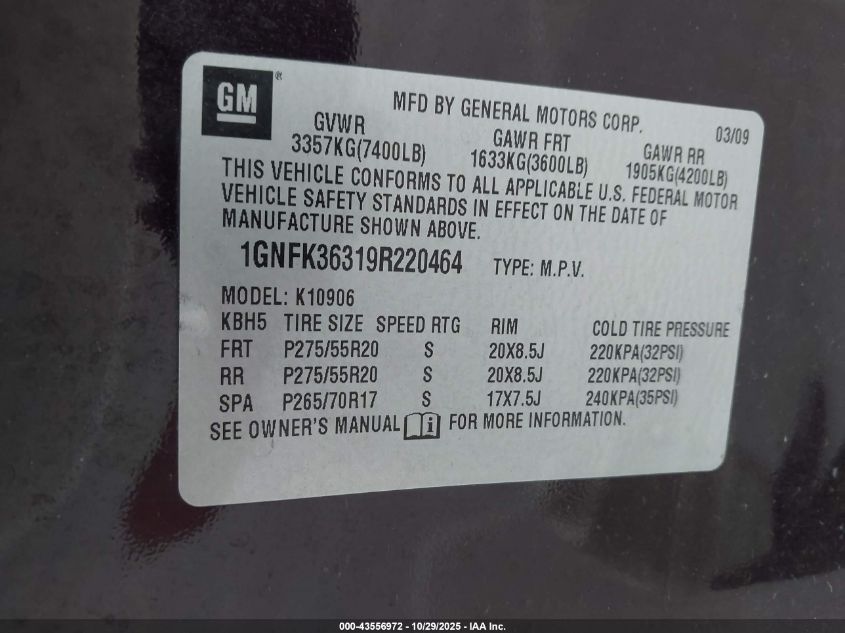 GM ®
MFD BY GENERAL MOTORS CORP. 03/09
GVWR GAWR FRT GAWR RR
3357KG(7400LB) 1633KG(3600LB) 1905KG(4200LB)
THIS VEHICLE CONFORMS TO ALL APPLICABLE U.S. FEDERAL MOTOR
VEHICLE SAFETY STANDARDS IN EFFECT ON THE DATE OF
MANUFACTURE SHOWN ABOVE.
1GNFK36319R220464 TYPE: M.P.V.
MODEL: K10906
KBH5 TIRE SIZE SPEED RTG RIM COLD TIRE PRESSURE
FRT P275/55R20 S 20X8.5J 220KPA(32PSI)
RR P275/55R20 S 20X8.5J 220KPA(32PSI)
SPA P265/70R17 S 17X7.5J 240KPA(35PSI)
SEE OWNER'S MANUAL i FOR MORE INFORMATION.
000-43556972 - 10/29/2025 - IAA Inc.